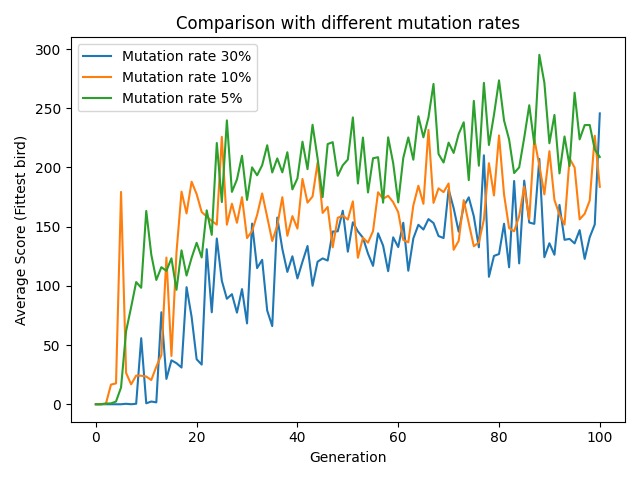 Comparison with different mutation rates
Mutation rate 30%
Mutation rate 10%
Mutation rate 5%
Average Score (Fittest bird)
300
250
200
150
100
50
0
0 20 40 60 80 100
Generation